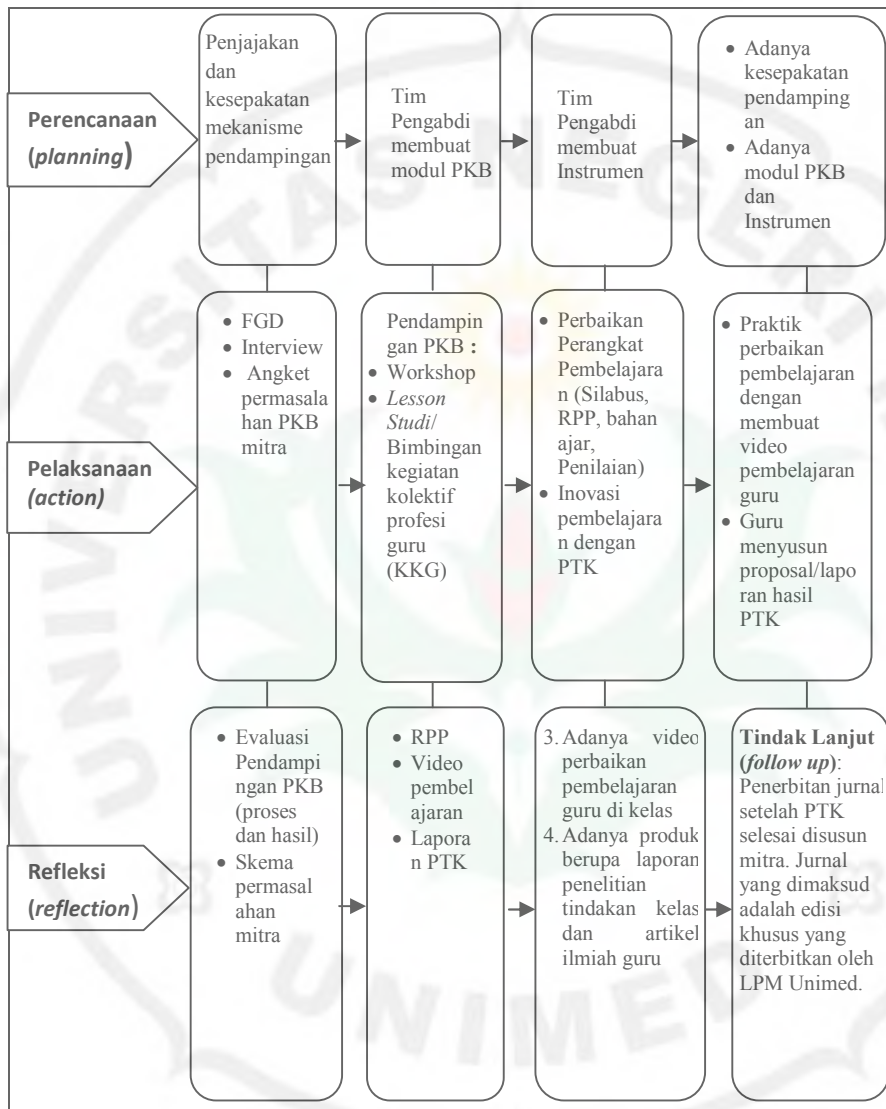 Penjajakan
dan
kesepakatan
mekanisme
pendampingan
Tim
Pengabdi
membuat
modul PKB
Tim
Pengabdi
membuat
Instrumen
• Adanya
kesepakatan
pendamping
an
• Adanya
modul PKB
dan
Instrumen
Perencanaan
(planning)
• FGD
• Interview
• Angket
permasala
han PKB
mitra
Pendampin
gan PKB :
• Workshop
• Lesson
Studi/
Bimbingan
kegiatan
kolektif
profesi
guru
(KKG)
• Perbaikan
Perangkat
Pembelajara
n (Silabus,
RPP, bahan
ajar,
Penilaian)
• Inovasi
pembelajara
n dengan
PTK
• Praktik
perbaikan
pembelajaran
dengan
membuat
video
pembelajaran
guru
• Guru
menyusun
proposal/lapo
ran hasil
PTK
Pelaksanaan
(action)
• Evaluasi
Pendamp
ingan PKB
(proses
dan hasil)
• Skema
permasal
ahan
mitra
• RPP
• Video
pembel
ajaran
• Lapora
n PTK
3. Adanya video
perbaikan
pembelajaran
guru di kelas
4. Adanya produk
berupa laporan
penelitian
tindakan kelas
dan artikel
ilmiah guru
Tindak Lanjut
(follow up):
Penerbitan jurnal
setelah PTK
selesai disusun
mitra. Jurnal
yang dimaksud
adalah edisi
khusus yang
diterbitkan oleh
LPM Unimed.
Refleksi
(reflection)
UNIVERSITAS NEGERI
UNIMED